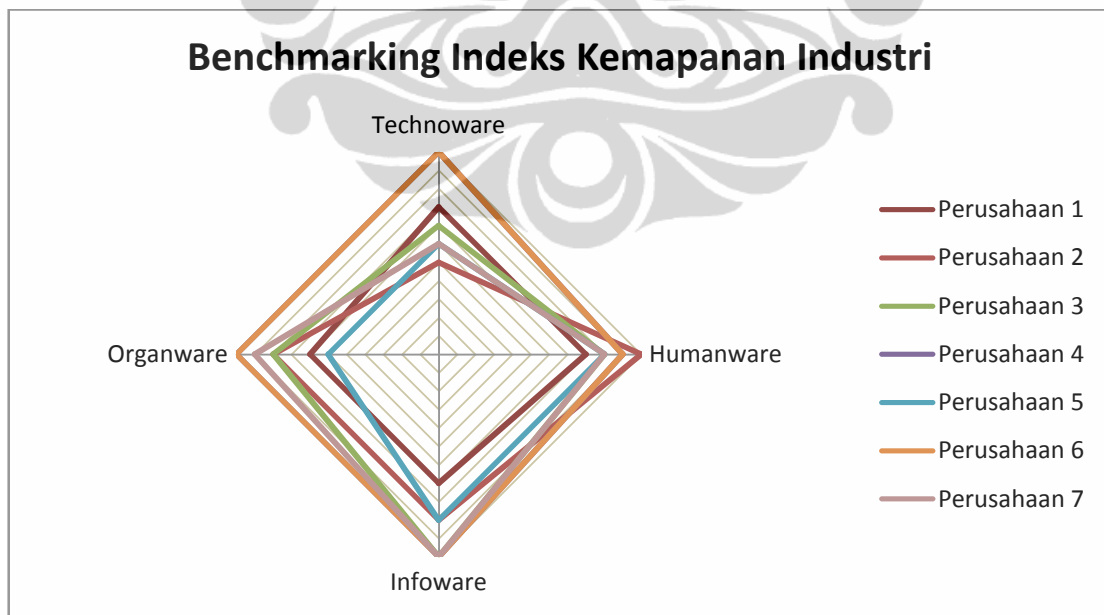 Benchmarking Indeks Kemapanan Industri
Technoware
Humanware
Infoware
Organware
Perusahaan 1
Perusahaan 2
Perusahaan 3
Perusahaan 4
Perusahaan 5
Perusahaan 6
Perusahaan 7